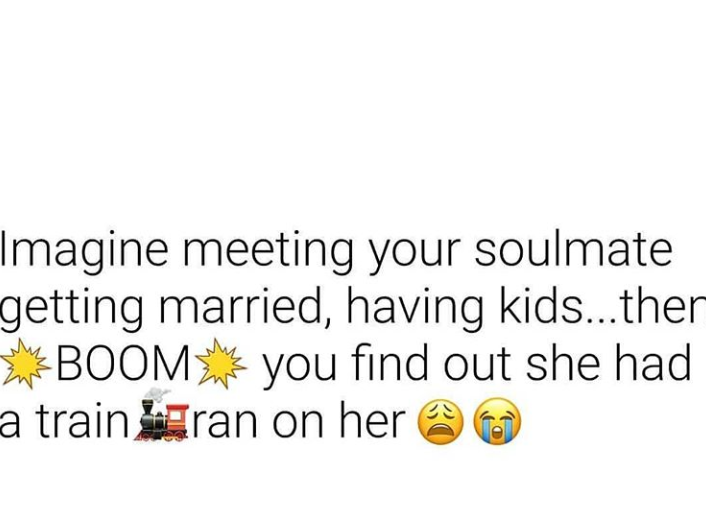 Imagine meeting your soulmate
getting married, having kids...then
💥BOOM💥 you find out she had
a train🚂ran on her 😩😭